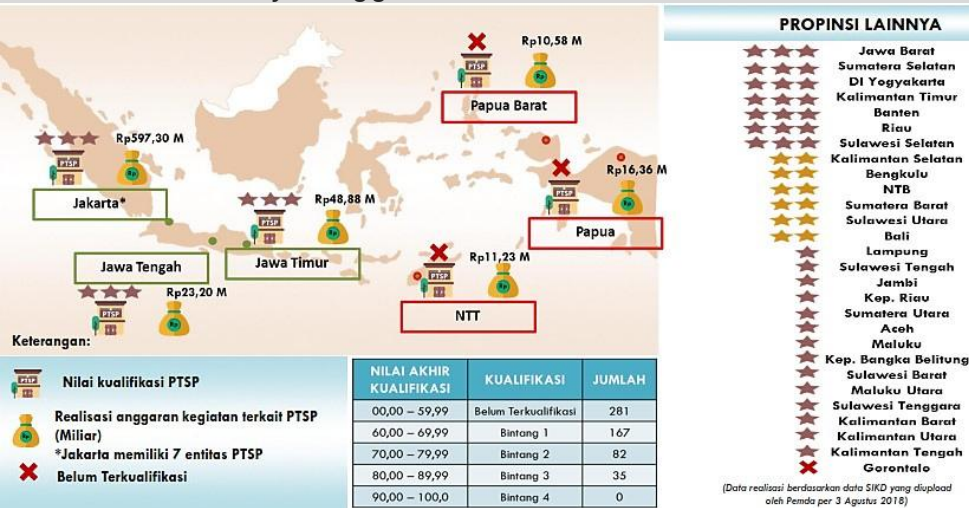 Rp10,58 M
PTSP
Papua Barat
Rp597,30 M
PTSP
Jakarta*
Rp16,36 M
PTSP
Papua
Rp48,88 M
PTSP
Jawa Timur
Jawa Tengah
Rp23,20 M
PTSP
Rp11,23 M
PTSP
NTT
Keterangan:
PTSP
Nilai kualifikasi PTSP
Realisasi anggaran kegiatan terkait PTSP
(Miliar)
*Jakarta memiliki 7 entitas PTSP
Belum Terkualifikasi
NILAI AKHIR KUALIFIKASI KUALIFIKASI JUMLAH
00,00 – 59,99 Belum Terkualifikasi 281
60,00 – 69,99 Bintang 1 167
70,00 – 79,99 Bintang 2 82
80,00 – 89,99 Bintang 3 35
90,00 – 100,0 Bintang 4 0
PROPINSI LAINNYA
Jawa Barat
Sumatera Selatan
DI Yogyakarta
Kalimantan Timur
Banten
Riau
Sulawesi Selatan
Kalimantan Selatan
Bengkulu
NTB
Sumatera Barat
Sulawesi Utara
Bali
Lampung
Sulawesi Tengah
Jambi
Kep. Riau
Sumatera Utara
Aceh
Maluku
Kep. Bangka Belitung
Sulawesi Barat
Maluku Utara
Sulawesi Tenggara
Kalimantan Barat
Kalimantan Utara
Kalimantan Tengah
Gorontalo
(Data realisasi berdasarkan data SIKD yang diupload
oleh Pemda per 3 Agustus 2018)